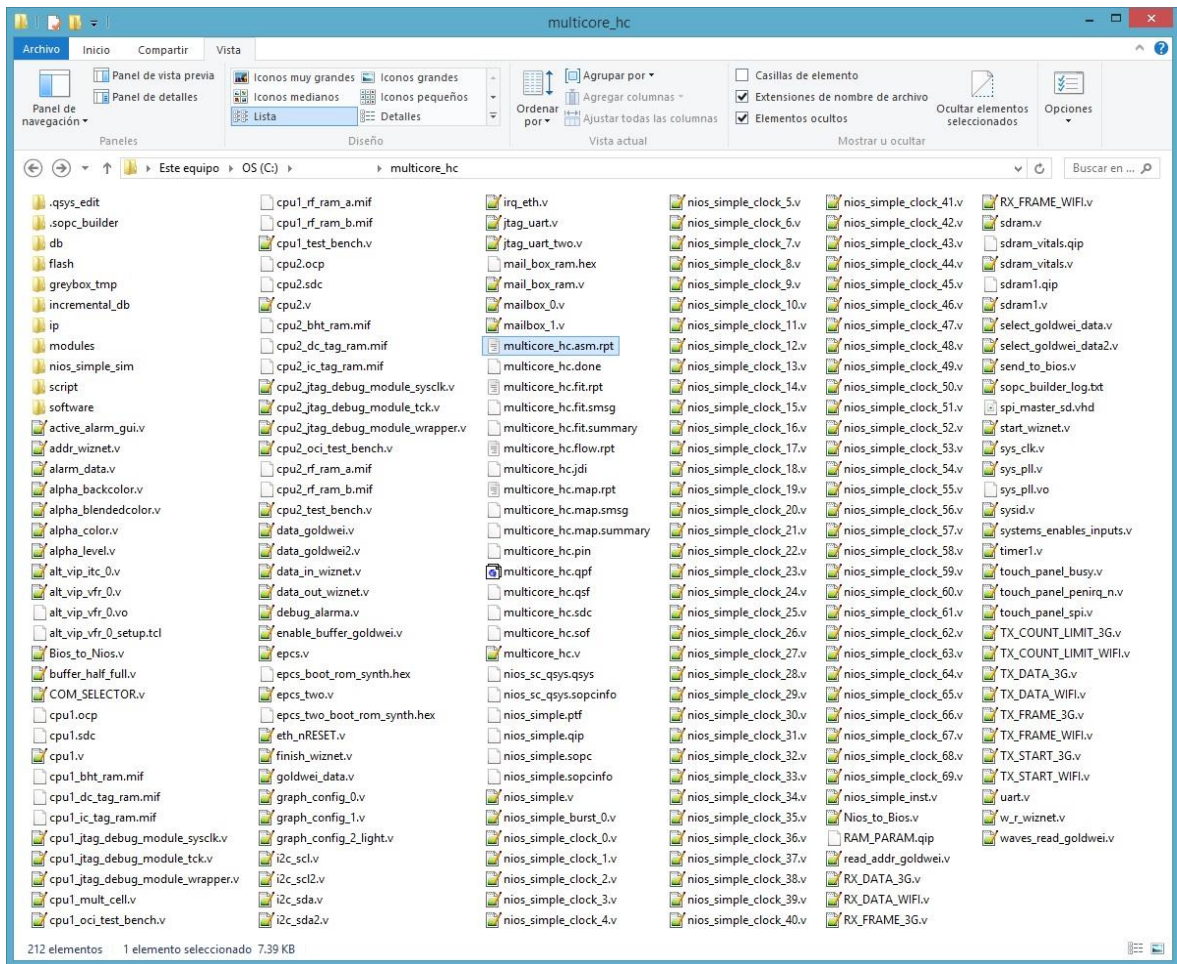 multicore_hc
Archivo Inicio Compartir Vista
Panel de navegación
Panel de vista previa
Panel de detalles
Paneles
Iconos muy grandes Iconos grandes
Iconos medianos Iconos pequeños
Lista Detalles
Diseño
Ordenar por
Agrupar por
Agregar columnas
Ajustar todas las columnas
Vista actual
Casillas de elemento
Extensiones de nombre de archivo
Elementos ocultos
Ocultar elementos seleccionados
Mostrar u ocultar
Opciones
Este equipo OS (C:) multicore_hc
Buscar en ...
.qsys_edit
.sopc_builder
db
flash
greybox_tmp
incremental_db
ip
modules
nios_simple_sim
script
software
active_alarm_gui.v
addr_wiznet.v
alarm_data.v
alpha_backcolor.v
alpha_blendedcolor.v
alpha_color.v
alpha_level.v
alt_vip_itc_0.v
alt_vip_vfr_0.v
alt_vip_vfr_0.vo
alt_vip_vfr_0_setup.tcl
Bios_to_Nios.v
buffer_half_full.v
COM_SELECTOR.v
cpu1.ocp
cpu1.sdc
cpu1.v
cpu1_bht_ram.mif
cpu1_dc_tag_ram.mif
cpu1_ic_tag_ram.mif
cpu1_jtag_debug_module_sysclk.v
cpu1_jtag_debug_module_tck.v
cpu1_jtag_debug_module_wrapper.v
cpu1_mult_cell.v
cpu1_oci_test_bench.v
cpu1_rf_ram_a.mif
cpu1_rf_ram_b.mif
cpu1_test_bench.v
cpu2.ocp
cpu2.sdc
cpu2.v
cpu2_bht_ram.mif
cpu2_dc_tag_ram.mif
cpu2_ic_tag_ram.mif
cpu2_jtag_debug_module_sysclk.v
cpu2_jtag_debug_module_tck.v
cpu2_jtag_debug_module_wrapper.v
cpu2_oci_test_bench.v
cpu2_rf_ram_a.mif
cpu2_rf_ram_b.mif
cpu2_test_bench.v
data_goldwei.v
data_goldwei2.v
data_in_wiznet.v
data_out_wiznet.v
debug_alarma.v
enable_buffer_goldwei.v
epcs.v
epcs_boot_rom_synth.hex
epcs_two.v
epcs_two_boot_rom_synth.hex
eth_nRESET.v
finish_wiznet.v
goldwei_data.v
graph_config_0.v
graph_config_1.v
graph_config_2_light.v
i2c_scl.v
i2c_scl2.v
i2c_sda.v
i2c_sda2.v
irq_eth.v
jtag_uart.v
jtag_uart_two.v
mail_box_ram.hex
mail_box_ram.v
mailbox_0.v
mailbox_1.v
multicore_hc.asm.rpt
multicore_hc.done
multicore_hc.fit.rpt
multicore_hc.fit.smsg
multicore_hc.fit.summary
multicore_hc.flow.rpt
multicore_hc.jdi
multicore_hc.map.rpt
multicore_hc.map.smsg
multicore_hc.map.summary
multicore_hc.pin
multicore_hc.qpf
multicore_hc.qsf
multicore_hc.sdc
multicore_hc.sof
multicore_hc.v
nios_sc_qsys.qsys
nios_sc_qsys.sopcinfo
nios_simple.ptf
nios_simple.qip
nios_simple.sopc
nios_simple.sopcinfo
nios_simple.v
nios_simple_burst_0.v
nios_simple_clock_0.v
nios_simple_clock_1.v
nios_simple_clock_2.v
nios_simple_clock_3.v
nios_simple_clock_4.v
nios_simple_clock_5.v
nios_simple_clock_6.v
nios_simple_clock_7.v
nios_simple_clock_8.v
nios_simple_clock_9.v
nios_simple_clock_10.v
nios_simple_clock_11.v
nios_simple_clock_12.v
nios_simple_clock_13.v
nios_simple_clock_14.v
nios_simple_clock_15.v
nios_simple_clock_16.v
nios_simple_clock_17.v
nios_simple_clock_18.v
nios_simple_clock_19.v
nios_simple_clock_20.v
nios_simple_clock_21.v
nios_simple_clock_22.v
nios_simple_clock_23.v
nios_simple_clock_24.v
nios_simple_clock_25.v
nios_simple_clock_26.v
nios_simple_clock_27.v
nios_simple_clock_28.v
nios_simple_clock_29.v
nios_simple_clock_30.v
nios_simple_clock_31.v
nios_simple_clock_32.v
nios_simple_clock_33.v
nios_simple_clock_34.v
nios_simple_clock_35.v
nios_simple_clock_36.v
nios_simple_clock_37.v
nios_simple_clock_38.v
nios_simple_clock_39.v
nios_simple_clock_40.v
nios_simple_clock_41.v
nios_simple_clock_42.v
nios_simple_clock_43.v
nios_simple_clock_44.v
nios_simple_clock_45.v
nios_simple_clock_46.v
nios_simple_clock_47.v
nios_simple_clock_48.v
nios_simple_clock_49.v
nios_simple_clock_50.v
nios_simple_clock_51.v
nios_simple_clock_52.v
nios_simple_clock_53.v
nios_simple_clock_54.v
nios_simple_clock_55.v
nios_simple_clock_56.v
nios_simple_clock_57.v
nios_simple_clock_58.v
nios_simple_clock_59.v
nios_simple_clock_60.v
nios_simple_clock_61.v
nios_simple_clock_62.v
nios_simple_clock_63.v
nios_simple_clock_64.v
nios_simple_clock_65.v
nios_simple_clock_66.v
nios_simple_clock_67.v
nios_simple_clock_68.v
nios_simple_clock_69.v
nios_simple_inst.v
Nios_to_Bios.v
RAM_PARAM.qip
read_addr_goldwei.v
RX_DATA_3G.v
RX_DATA_WIFI.v
RX_FRAME_3G.v
RX_FRAME_WIFI.v
sdram.v
sdram_vitals.qip
sdram_vitals.v
sdram1.qip
sdram1.v
select_goldwei_data.v
select_goldwei_data2.v
send_to_bios.v
sopc_builder_log.txt
spi_master_sd.vhd
start_wiznet.v
sys_clk.v
sys_pll.v
sys_pll.vo
sysid.v
systems_enables_inputs.v
timer1.v
touch_panel_busy.v
touch_panel_penirq_n.v
touch_panel_spi.v
TX_COUNT_LIMIT_3G.v
TX_COUNT_LIMIT_WIFI.v
TX_DATA_3G.v
TX_DATA_WIFI.v
TX_FRAME_3G.v
TX_FRAME_WIFI.v
TX_START_3G.v
TX_START_WIFI.v
uart.v
w_r_wiznet.v
waves_read_goldwei.v
212 elementos 1 elemento seleccionado 7.39 KB